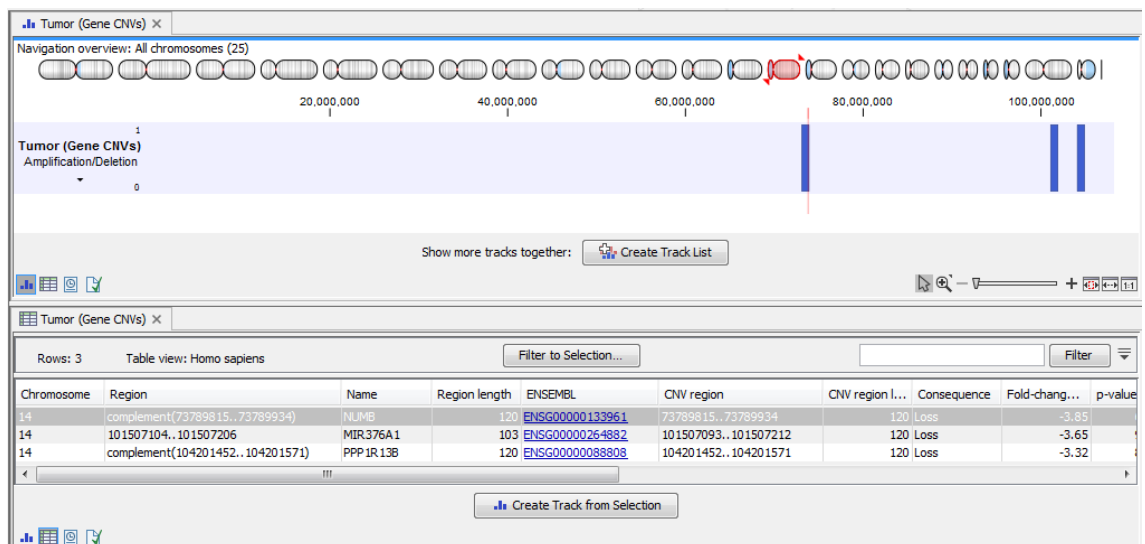 Tumor (Gene CNVs)
Navigation overview: All chromosomes (25)
20,000,000 40,000,000 60,000,000 80,000,000 100,000,000
1
Tumor (Gene CNVs)
Amplification/Deletion
0
Show more tracks together: Create Track List
1:1
Tumor (Gene CNVs)
Rows: 3 Table view: Homo sapiens Filter to Selection... Filter
Chromosome Region Name Region length ENSEMBL CNV region CNV region l... Consequence Fold-chang... p-value
14 complement(73789815..73789934) NUMB 120 ENSG00000133961 73789815..73789934 120 Loss -3.85
14 101507104..101507206 MIR376A1 103 ENSG00000264882 101507093..101507212 120 Loss -3.65
14 complement(104201452..104201571) PPP1R13B 120 ENSG00000088808 104201452..104201571 120 Loss -3.32
Create Track from Selection